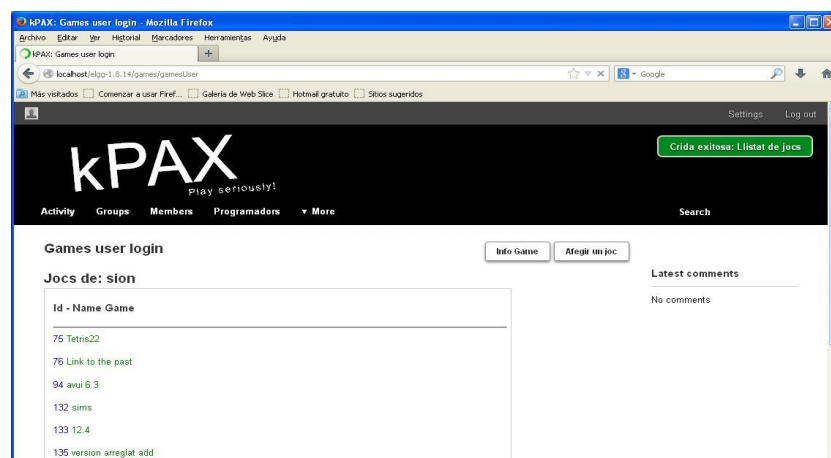 kPAX: Games user login - Mozilla Firefox
Archivo Editar Ver Historial Marcadores Herramientas Ayuda
kPAX: Games user login +
localhost/elgg-1.8.14/games/gamesUser Google
Más visitados Comenzar a usar Firef... Galería de Web Slice Hotmail gratuito Sitios sugeridos
Settings Log out
Crida exitosa: Llistat de jocs
kPAX
Play seriously!
Activity Groups Members Programadors ▼ More Search
Games user login Info Game Afegir un joc
Latest comments
Jocs de: sion
No comments
Id - Name Game
75 Tetris22
76 Link to the past
94 avui 6.3
132 sims
133 12.4
135 version arreglat add